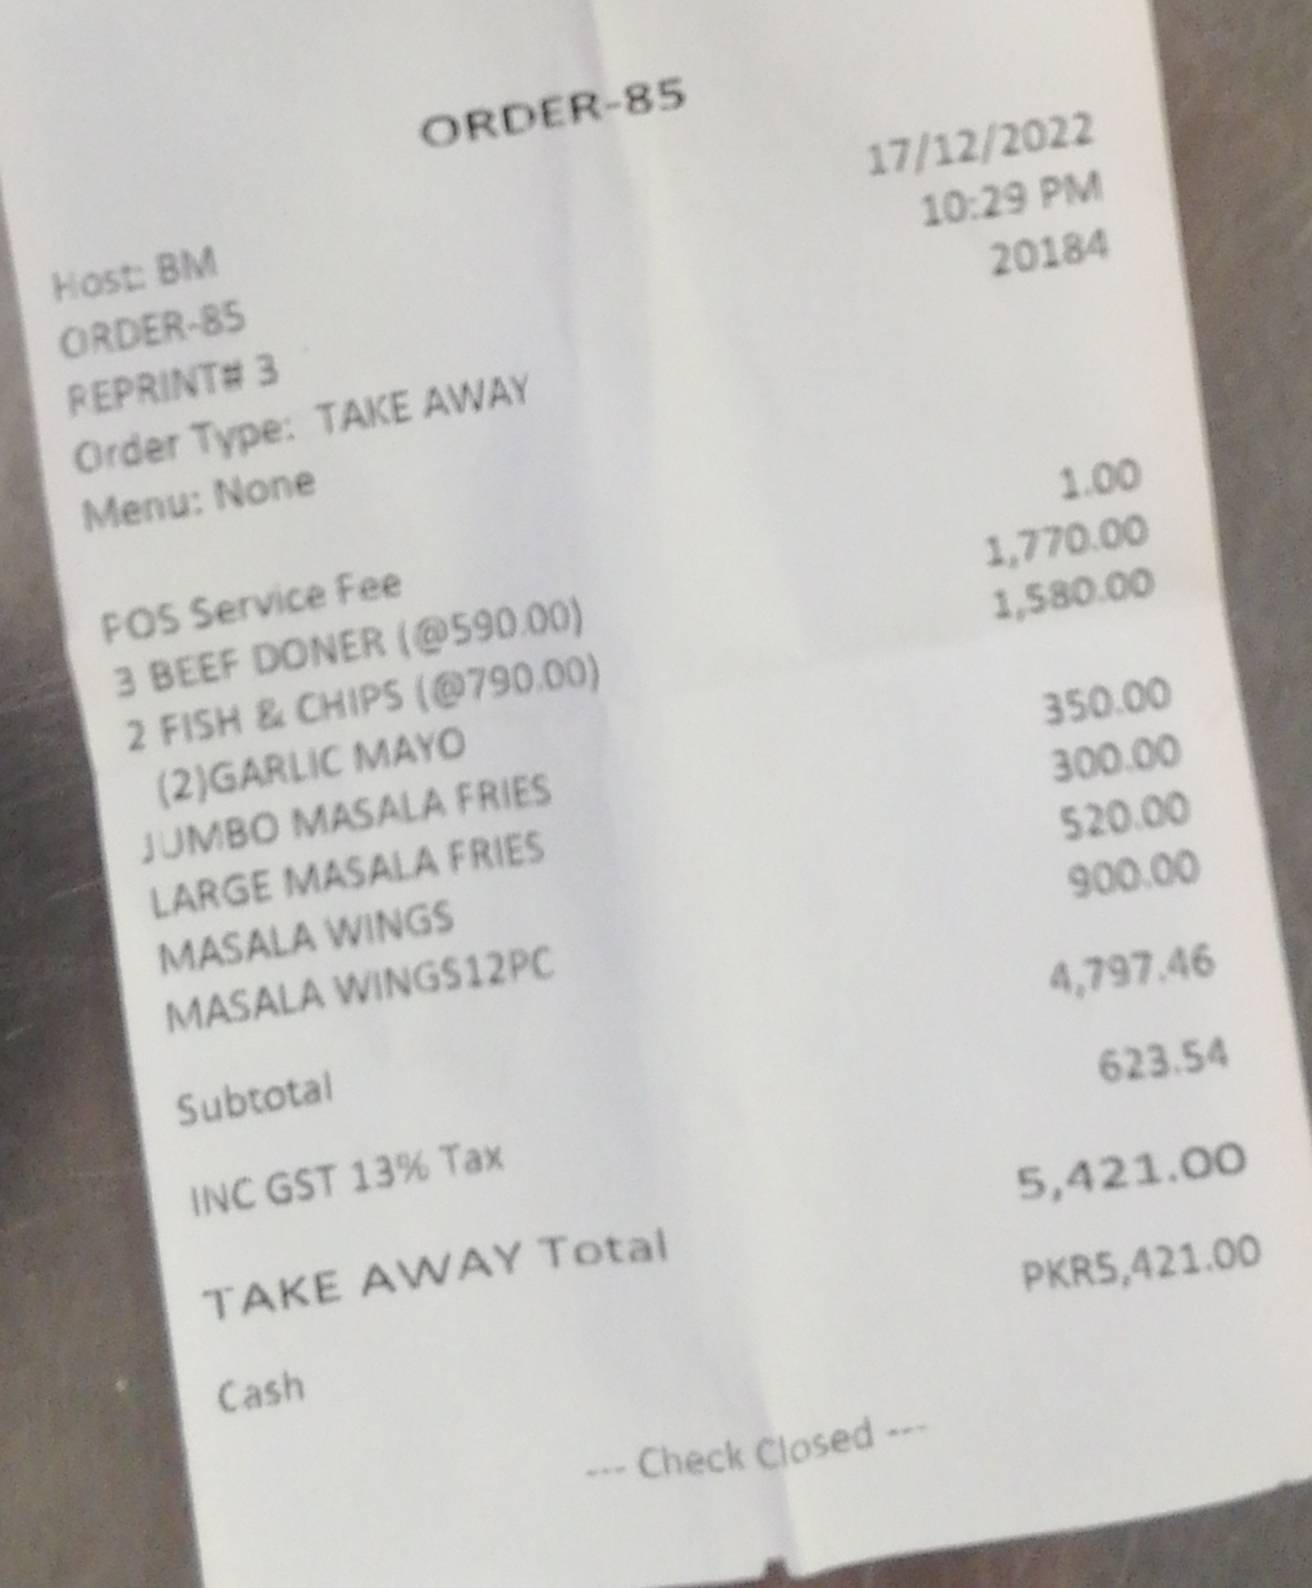 ORDER-85
17/12/2022
Host: BM 10:29 PM
ORDER-85 20184
REPRINT# 3
Order Type: TAKE AWAY
Menu: None
POS Service Fee 1.00
3 BEEF DONER (@590.00) 1,770.00
2 FISH & CHIPS (@790.00) 1,580.00
(2)GARLIC MAYO
JUMBO MASALA FRIES 350.00
LARGE MASALA FRIES 300.00
MASALA WINGS 520.00
MASALA WINGS12PC 900.00
Subtotal 4,797.46
INC GST 13% Tax 623.54
TAKE AWAY Total 5,421.00
Cash PKR5,421.00
--- Check Closed ---